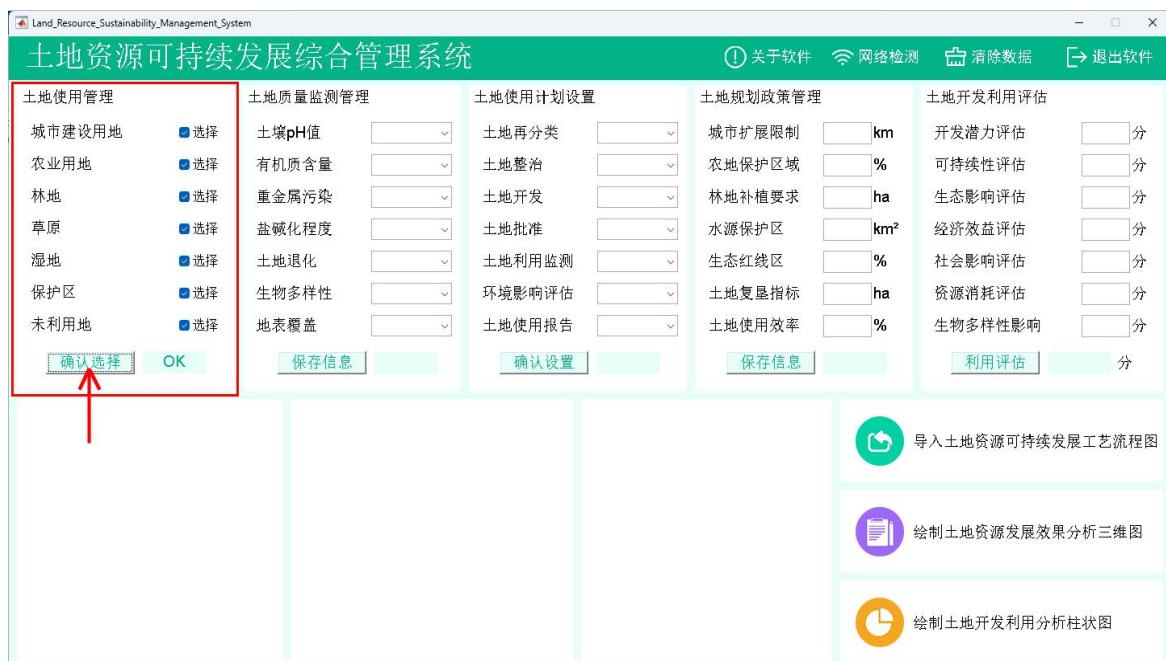 Land_Resource_Sustainability_Management_System
土地资源可持续发展综合管理系统 关于软件 网络检测 清除数据 退出软件
土地使用管理 土地质量监测管理 土地使用计划设置 土地规划政策管理 土地开发利用评估
城市建设用地 选择 土壤pH值 土地再分类 城市扩展限制 km 开发潜力评估 分
农业用地 选择 有机质含量 土地整治 农地保护区域 % 可持续性评估 分
林地 选择 重金属污染 土地开发 林地补植要求 ha 生态影响评估 分
草原 选择 盐碱化程度 土地批准 水源保护区 km² 经济效益评估 分
湿地 选择 土地退化 土地利用监测 生态红线区 % 社会影响评估 分
保护区 选择 生物多样性 环境影响评估 土地复垦指标 ha 资源消耗评估 分
未利用地 选择 地表覆盖 土地使用报告 土地使用效率 % 生物多样性影响 分
确认选择 OK 保存信息 确认设置 保存信息 利用评估 分
导入土地资源可持续发展工艺流程图
绘制土地资源发展效果分析三维图
绘制土地开发利用分析柱状图